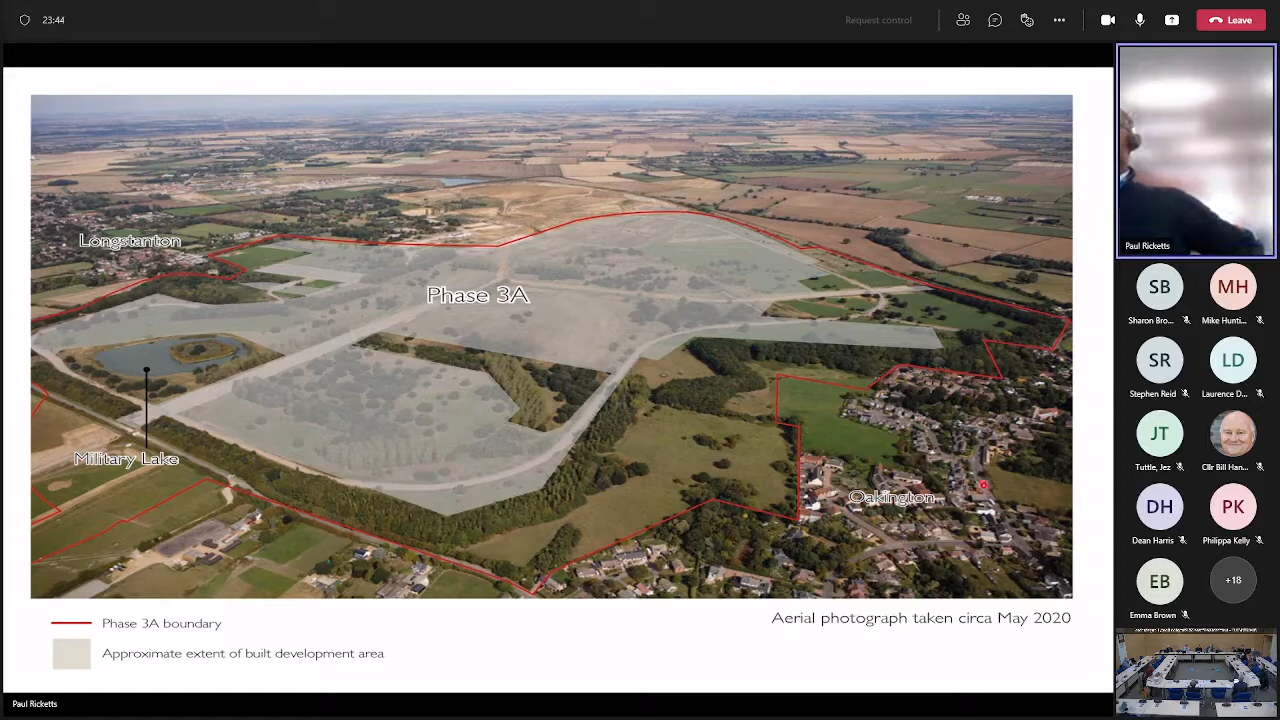 23:44
Request control
Leave
Longstanton
Phase 3A
Military Lake
Oakington
Aerial photograph taken circa May 2020
Phase 3A boundary
Approximate extent of built development area
Paul Ricketts
Paul Ricketts
SB
MH
Sharon Bro...
Mike Hunt...
SR
LD
Stephen Reid
Laurence D...
JT
Tuttle, Jez
Cllr Bill Han...
DH
PK
Dean Harris
Philippa Kelly
EB
+18
Emma Brown